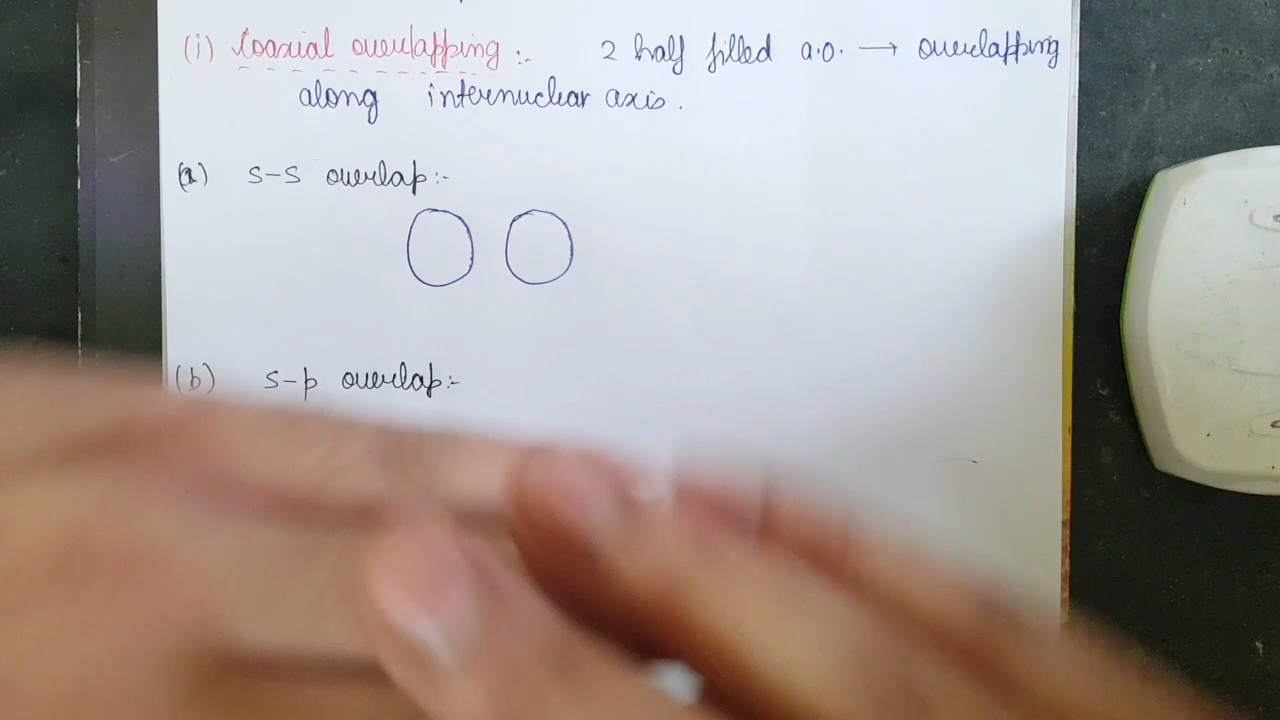 (i) Coaxial overlapping :- 2 half filled a.o. → overlapping
along internuclear axis.
(a) s-s overlap:-
(b) s-p overlap:-